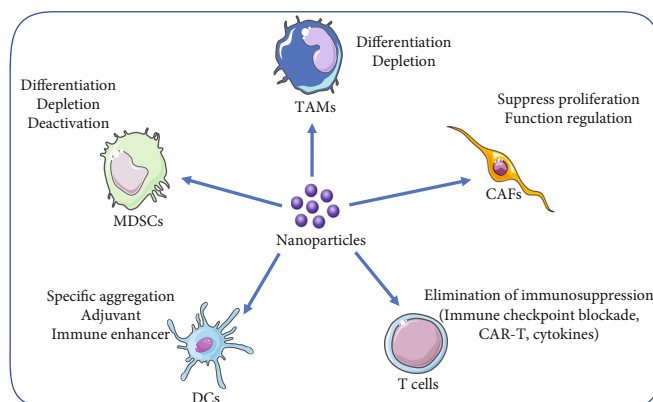 Differentiation
Depletion
TAMs
Differentiation
Depletion
Deactivation
MDSCs
Suppress proliferation
Function regulation
CAFs
Nanoparticles
Specific aggregation
Adjuvant
Immune enhancer
DCs
Elimination of immunosuppression
(Immune checkpoint blockade,
CAR-T, cytokines)
T cells